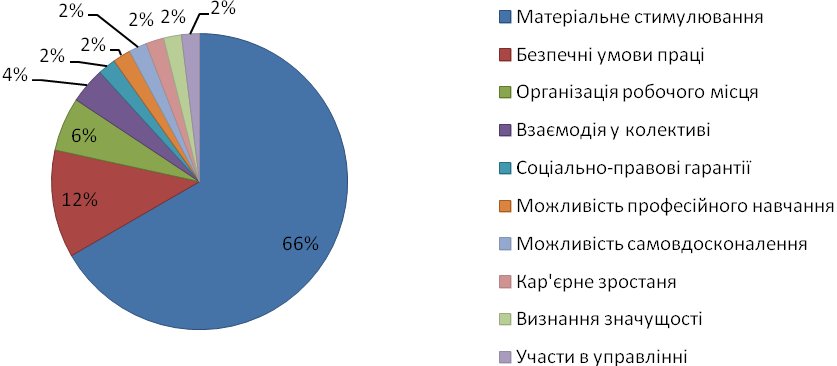 2%
2%
2%
2%
2%
2%
4%
6%
12%
66%
Матеріальне стимулювання
Безпечні умови праці
Організація робочого місця
Взаємодія у колективі
Соціально-правові гарантії
Можливість професійного навчання
Можливість самовдосконалення
Кар'єрне зростаня
Визнання значущості
Участи в управлінні